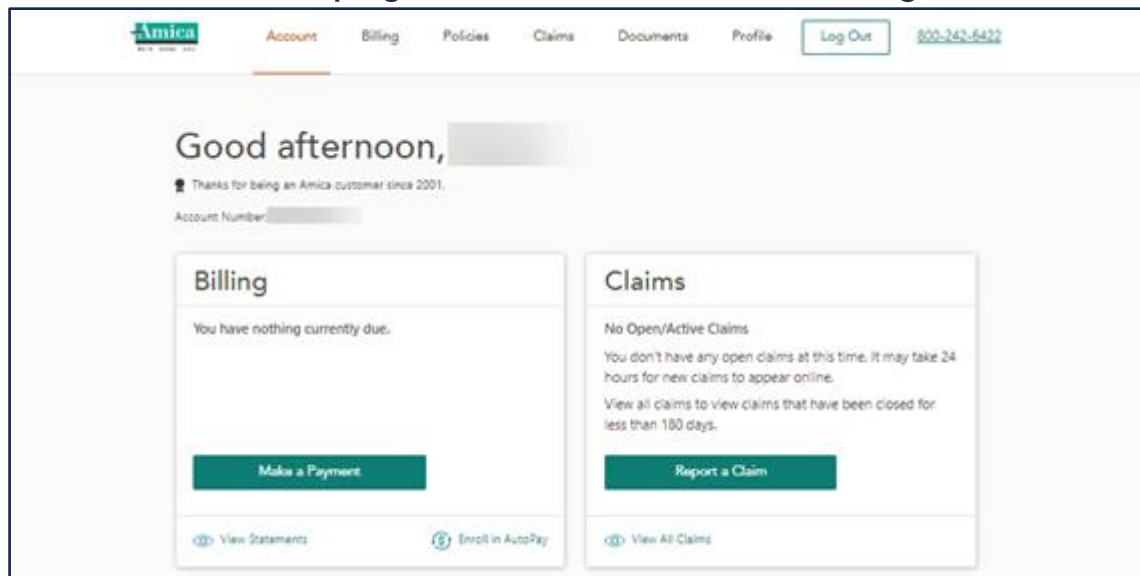 Amica
Account Billing Policies Claims Documents Profile Log Out 800-242-6422
Good afternoon,
Thanks for being an Amica customer since 2001.
Account Number:
Billing
You have nothing currently due.
Make a Payment
View Statements Enroll in AutoPay
Claims
No Open/Active Claims
You don't have any open claims at this time. It may take 24
hours for new claims to appear online.
View all claims to view claims that have been closed for
less than 180 days.
Report a Claim
View All Claims